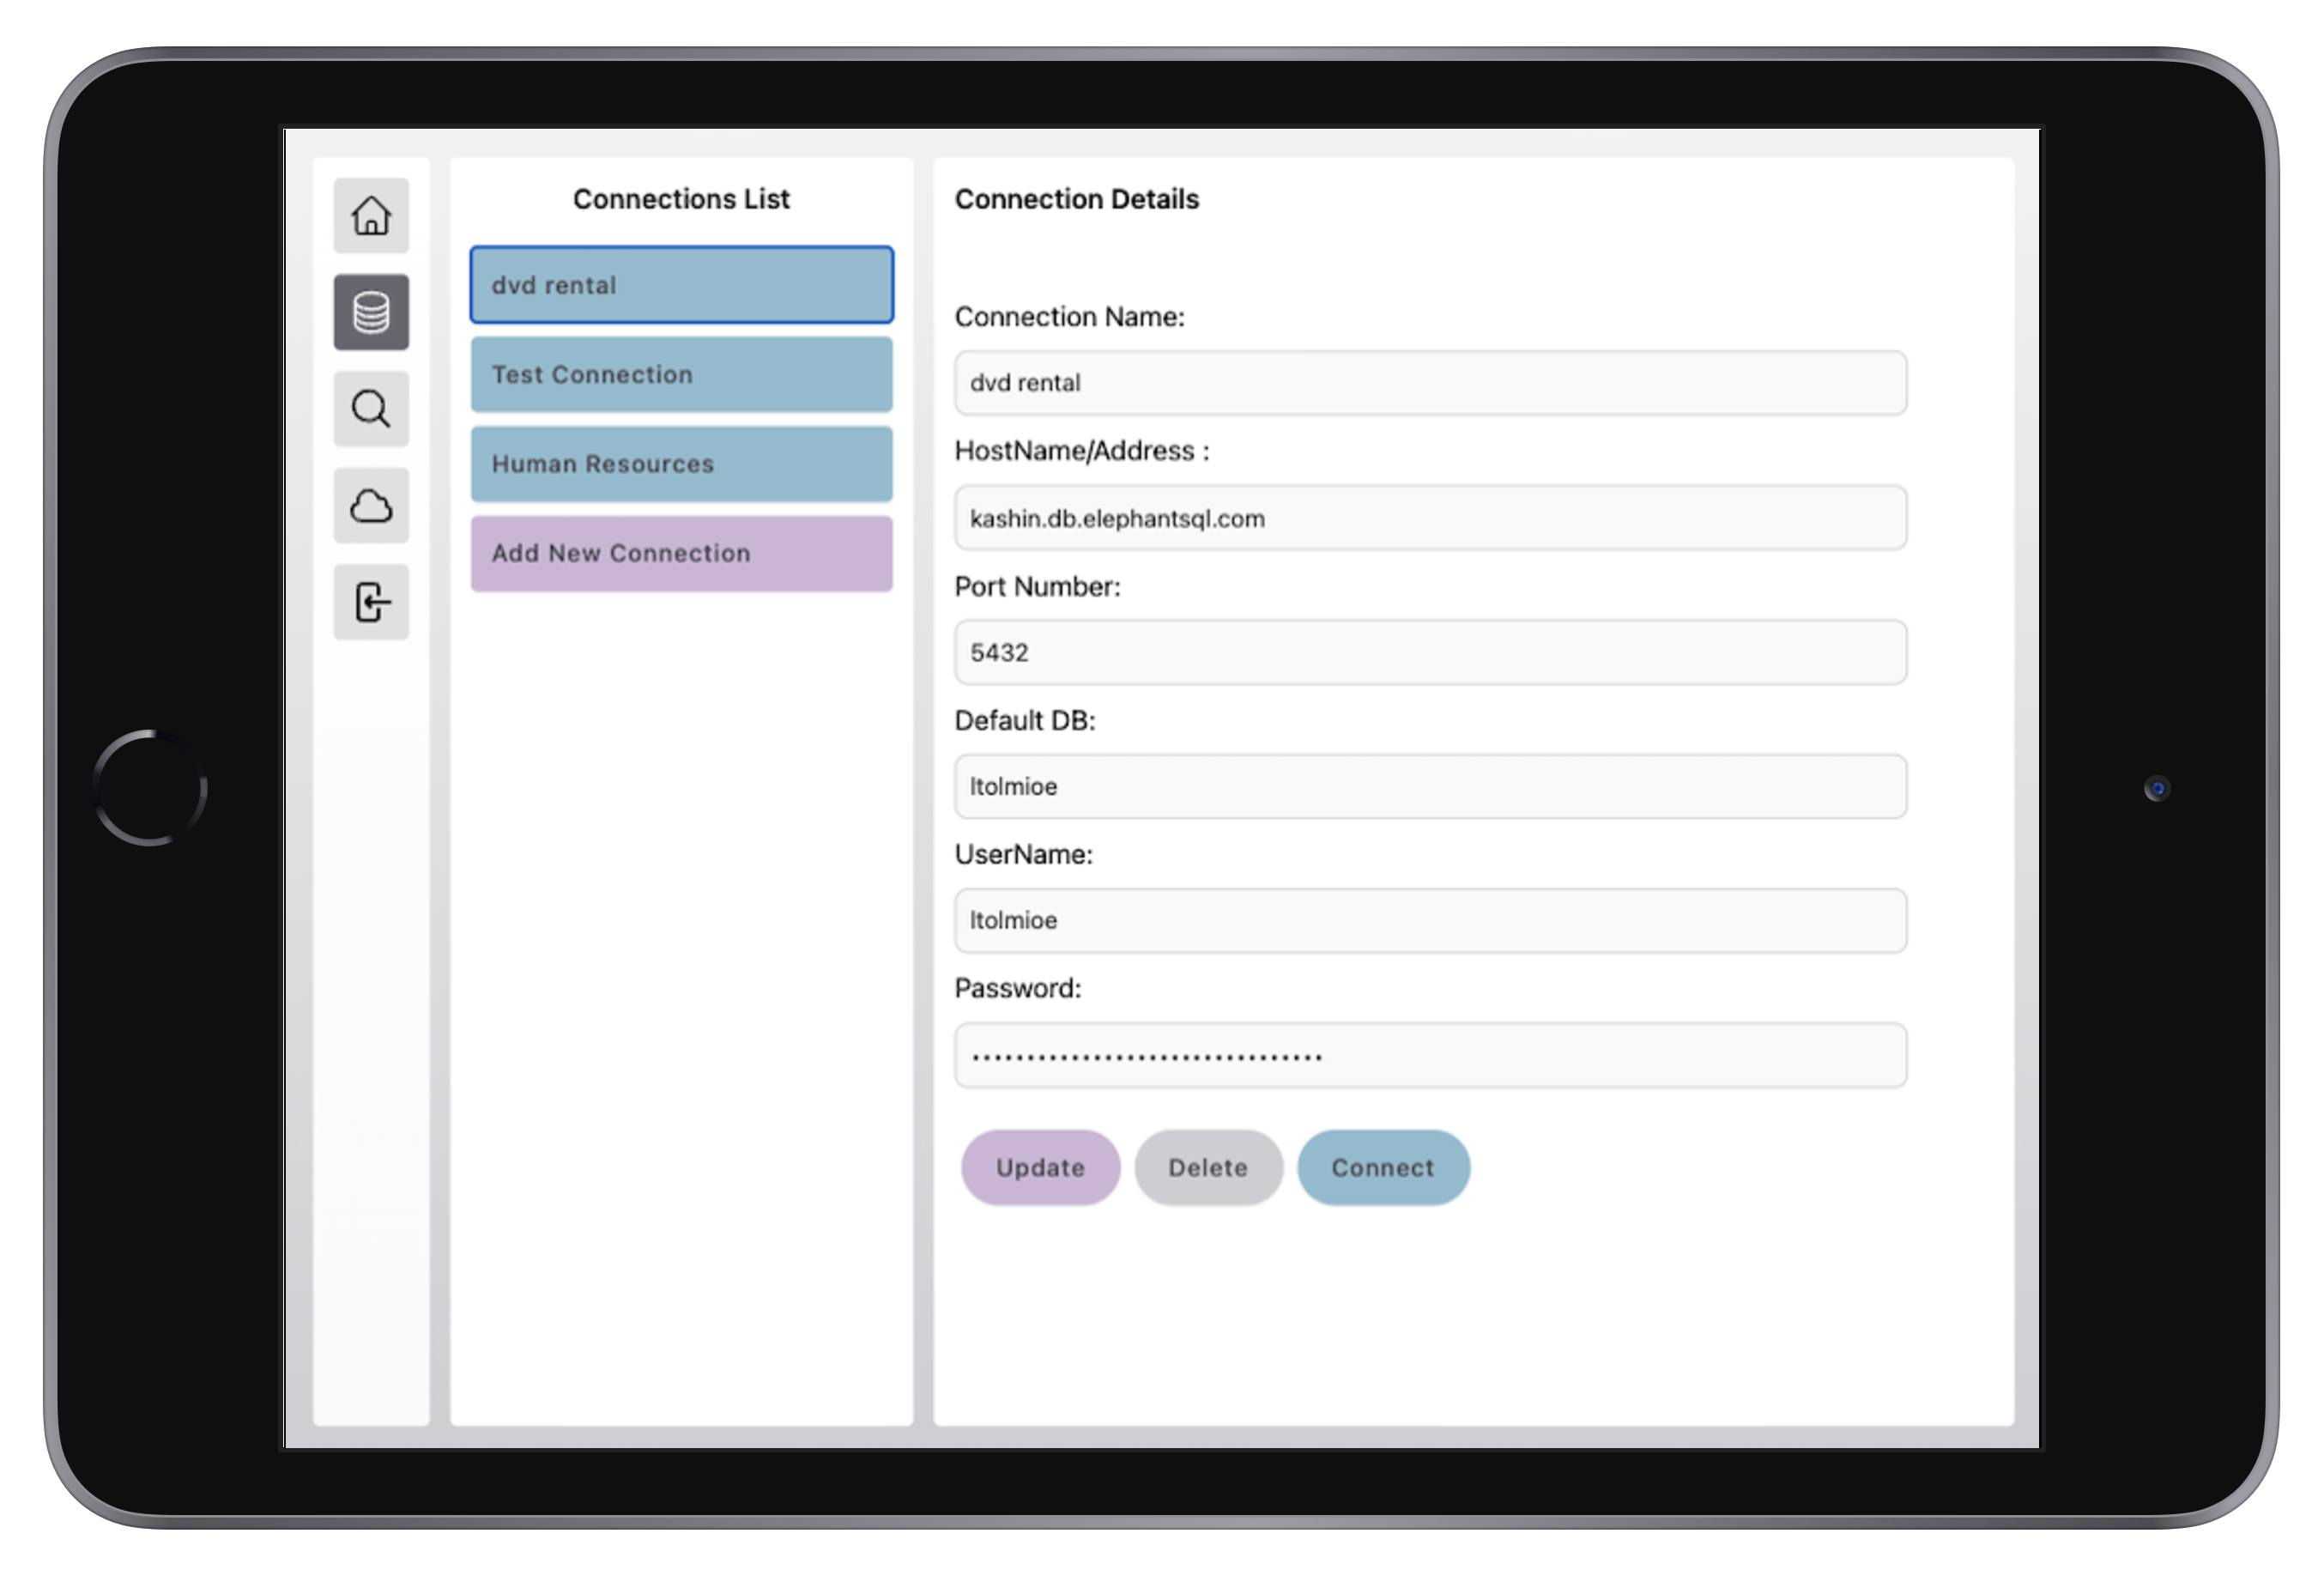 Connections List
dvd rental
Test Connection
Human Resources
Add New Connection
Connection Details
Connection Name:
dvd rental
HostName/Address :
kashin.db.elephantsql.com
Port Number:
5432
Default DB:
ltolmioe
UserName:
ltolmioe
Password:
••••••••••••••••••••••••••••••••
Update
Delete
Connect